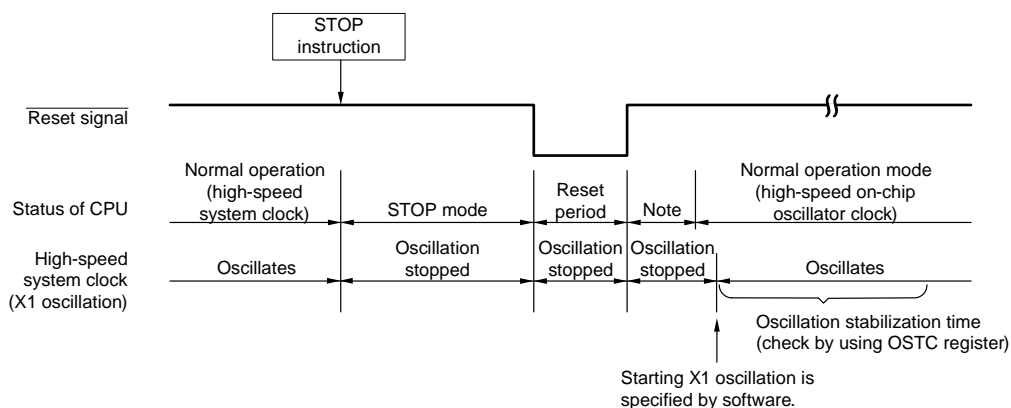 STOP
instruction
Reset signal
Normal operation
(high-speed
system clock)
Reset
period
Normal operation mode
(high-speed on-chip
oscillator clock)
Status of CPU
STOP mode
Note
High-speed
system clock
(X1 oscillation)
Oscillates
Oscillation
stopped
Oscillation
stopped
Oscillation
stopped
Oscillates
Oscillation stabilization time
(check by using OSTC register)
Starting X1 oscillation is
specified by software.